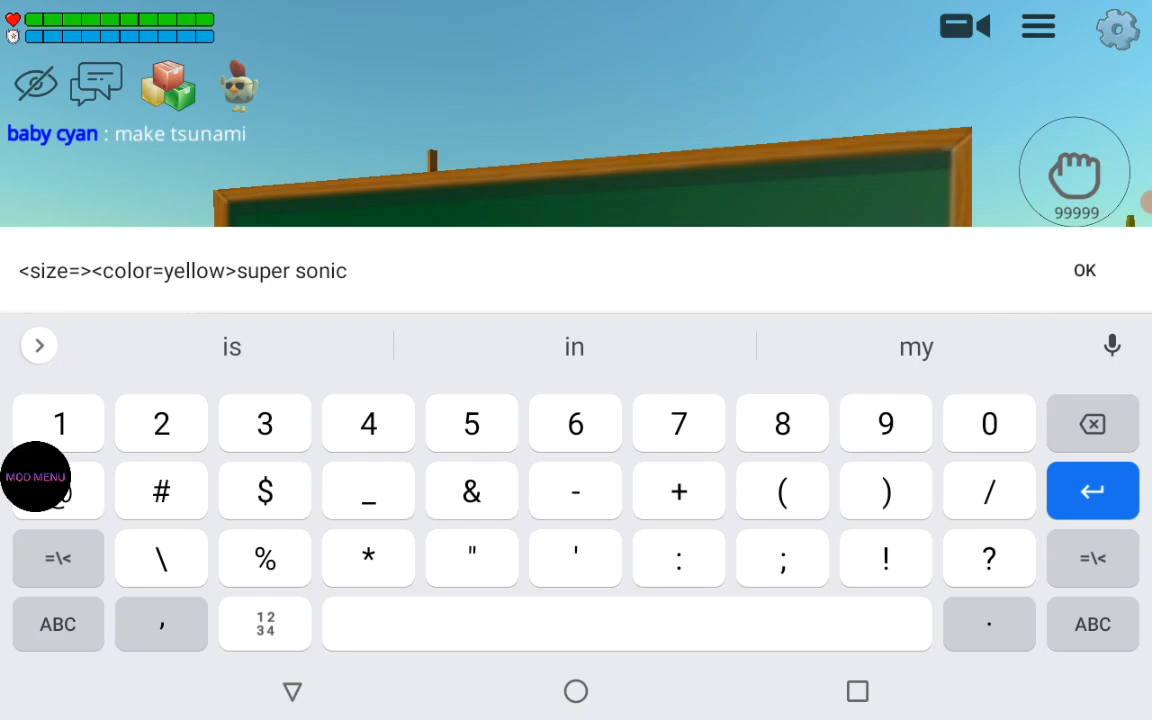 baby cyan : make tsunami
99999
<size=><color=yellow>super sonic
OK
is in my
1 2 3 4 5 6 7 8 9 0
MOD MENU
@ # $ _ & - + ( ) /
=\< \ % * " ' : ; ! ? =\<
ABC , 12 . ABC
34